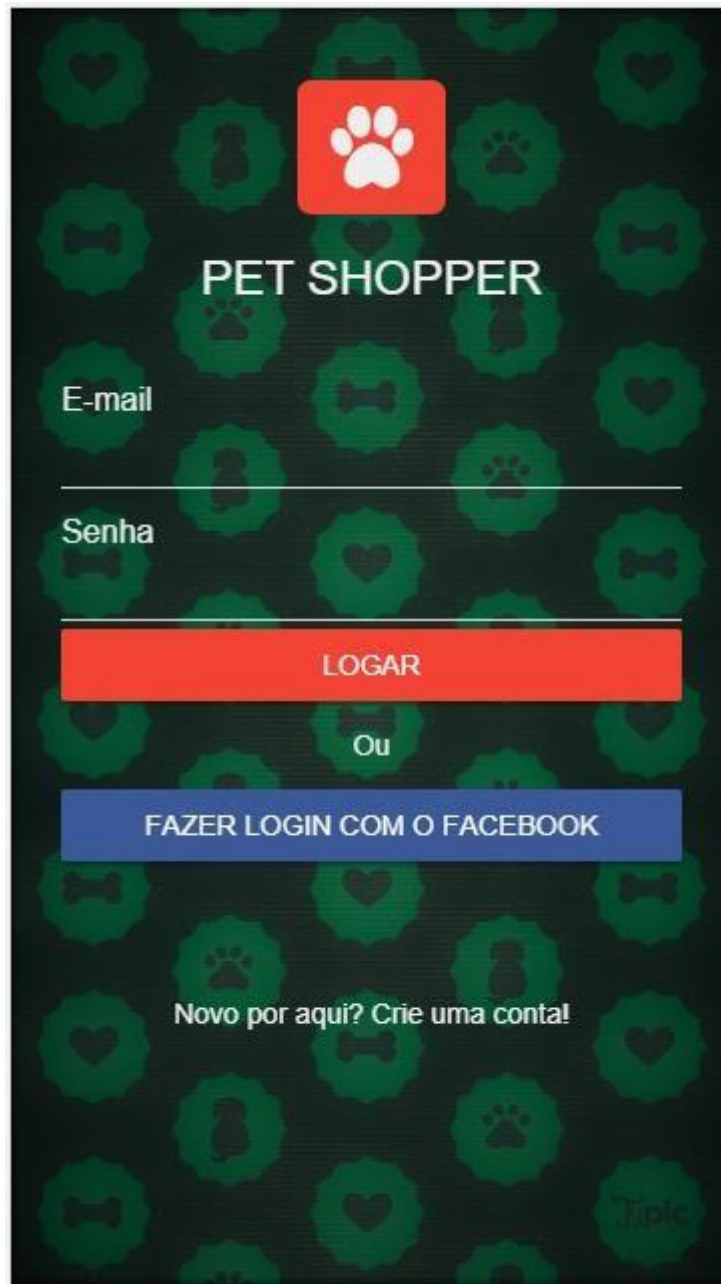 PET SHOPPER
E-mail
Senha
LOGAR
Ou
FAZER LOGIN COM O FACEBOOK
Novo por aqui? Crie uma conta!